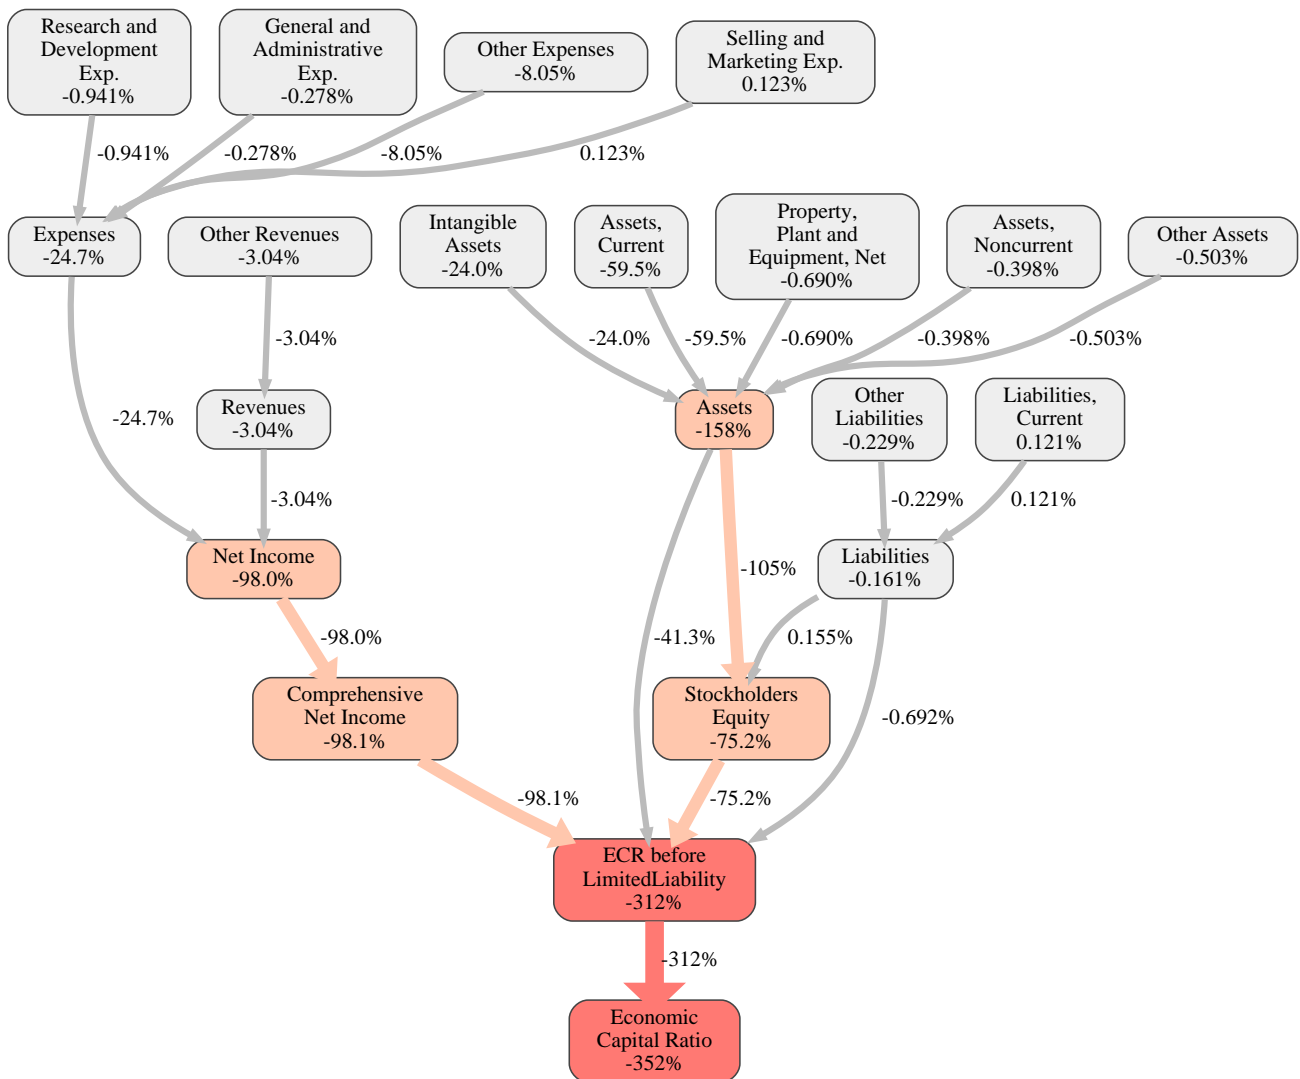 Research and
Development
Exp.
-0.941%
General and
Administrative
Exp.
-0.278%
Other Expenses
-8.05%
Selling and
Marketing Exp.
0.123%
-0.941%
-0.278%
-8.05%
0.123%
Expenses
-24.7%
Other Revenues
-3.04%
Intangible
Assets
-24.0%
Assets,
Current
-59.5%
Property,
Plant and
Equipment, Net
-0.690%
Assets,
Noncurrent
-0.398%
Other Assets
-0.503%
-3.04%
-24.0%
-59.5%
-0.690%
-0.398%
-0.503%
-24.7%
Revenues
-3.04%
Assets
-158%
Other
Liabilities
-0.229%
Liabilities,
Current
0.121%
-3.04%
-0.229%
0.121%
Net Income
-98.0%
-105%
Liabilities
-0.161%
-98.0%
-41.3%
0.155%
Comprehensive
Net Income
-98.1%
Stockholders
Equity
-75.2%
-0.692%
-98.1%
-75.2%
ECR before
LimitedLiability
-312%
-312%
Economic
Capital Ratio
-352%